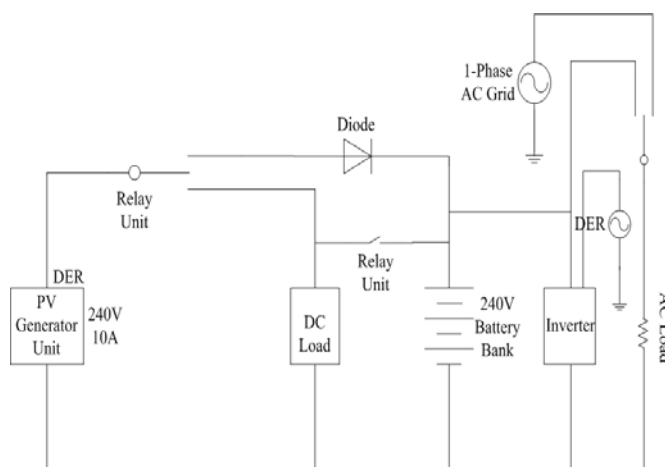 1-Phase
AC Grid
Diode
Relay
Unit
DER
DER
PV
Generator
Unit
240V
10A
Relay
Unit
DC
Load
240V
Battery
Bank
Inverter
AC Load